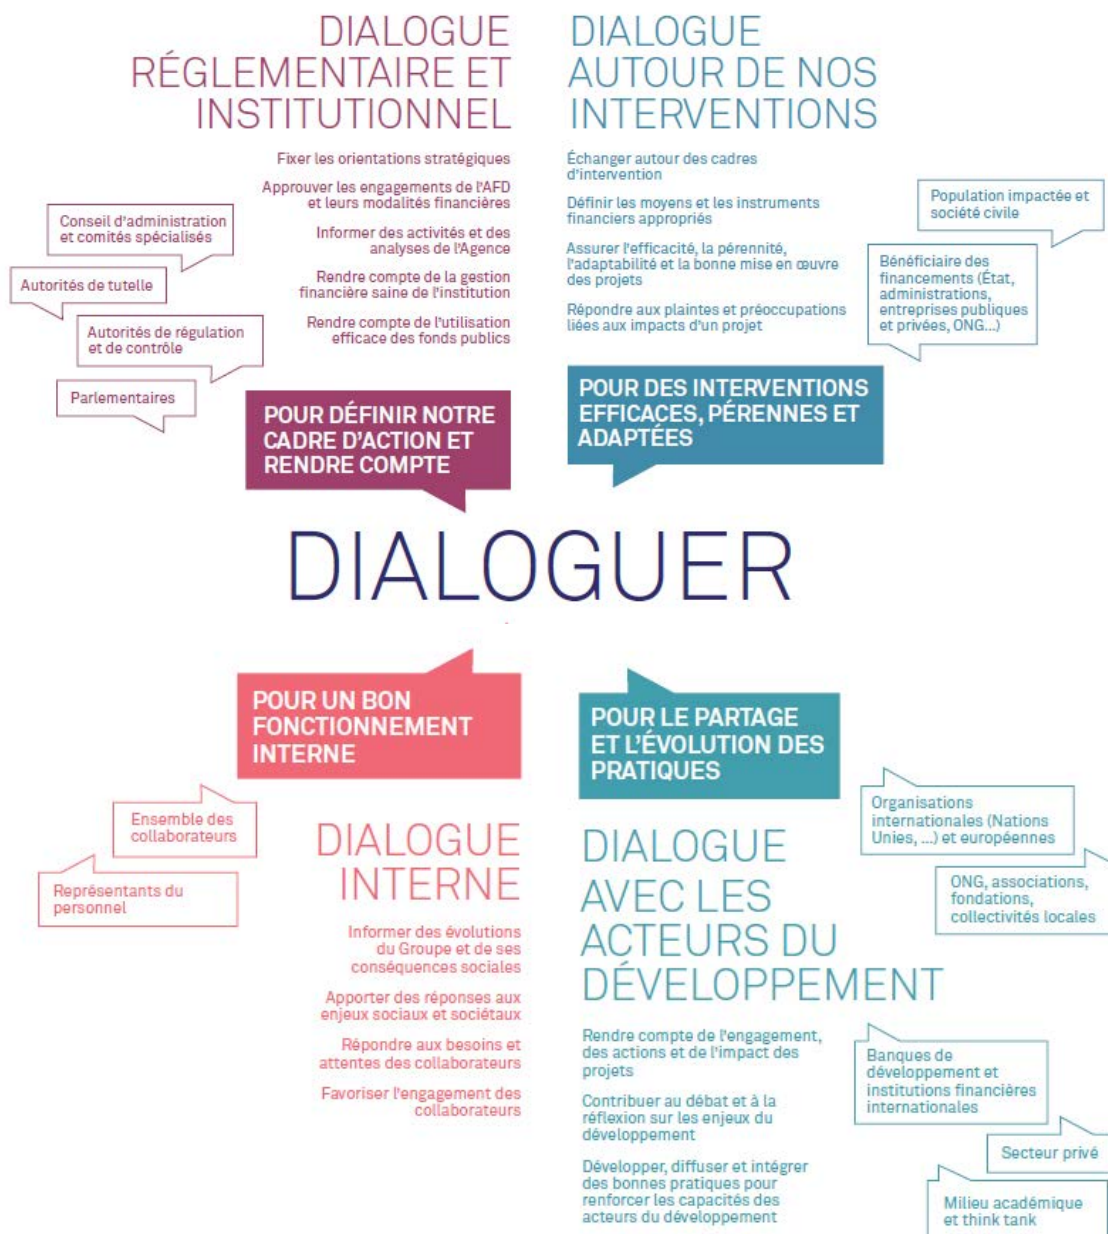 DIALOGUE
RÉGLEMENTAIRE ET
INSTITUTIONNEL
Fixer les orientations stratégiques
Approuver les engagements de l'AFD
et leurs modalités financières
Informer des activités et des
analyses de l'Agence
Rendre compte de la gestion
financière saine de l'institution
Rendre compte de l'utilisation
efficace des fonds publics
Conseil d'administration
et comités spécialisés
Autorités de tutelle
Autorités de régulation
et de contrôle
Parlementaires
POUR DÉFINIR NOTRE
CADRE D'ACTION ET
RENDRE COMPTE
DIALOGUE
AUTOUR DE NOS
INTERVENTIONS
Échanger autour des cadres
d'intervention
Définir les moyens et les instruments
financiers appropriés
Assurer l'efficacité, la pérennité,
l'adaptabilité et la bonne mise en œuvre
des projets
Répondre aux plaintes et préoccupations
liées aux impacts d'un projet
Population impactée et
société civile
Bénéficiaire des
financements (État,
administrations,
entreprises publiques
et privées, ONG...)
POUR DES INTERVENTIONS
EFFICACES, PÉRENNES ET
ADAPTÉES
DIALOGUER
POUR UN BON
FONCTIONNEMENT
INTERNE
Ensemble des
collaborateurs
Représentants du
personnel
DIALOGUE
INTERNE
Informer des évolutions
du Groupe et de ses
conséquences sociales
Apporter des réponses aux
enjeux sociaux et sociétaux
Répondre aux besoins et
attentes des collaborateurs
Favoriser l'engagement des
collaborateurs
POUR LE PARTAGE
ET L'ÉVOLUTION DES
PRATIQUES
DIALOGUE
AVEC LES
ACTEURS DU
DÉVELOPPEMENT
Rendre compte de l'engagement,
des actions et de l'impact des
projets
Contribuer au débat et à la
réflexion sur les enjeux du
développement
Développer, diffuser et intégrer
des bonnes pratiques pour
renforcer les capacités des
acteurs du développement
Organisations
internationales (Nations
Unies, ...) et européennes
ONG, associations,
fondations,
collectivités locales
Banques de
développement et
institutions financières
internationales
Secteur privé
Milieu académique
et think tank